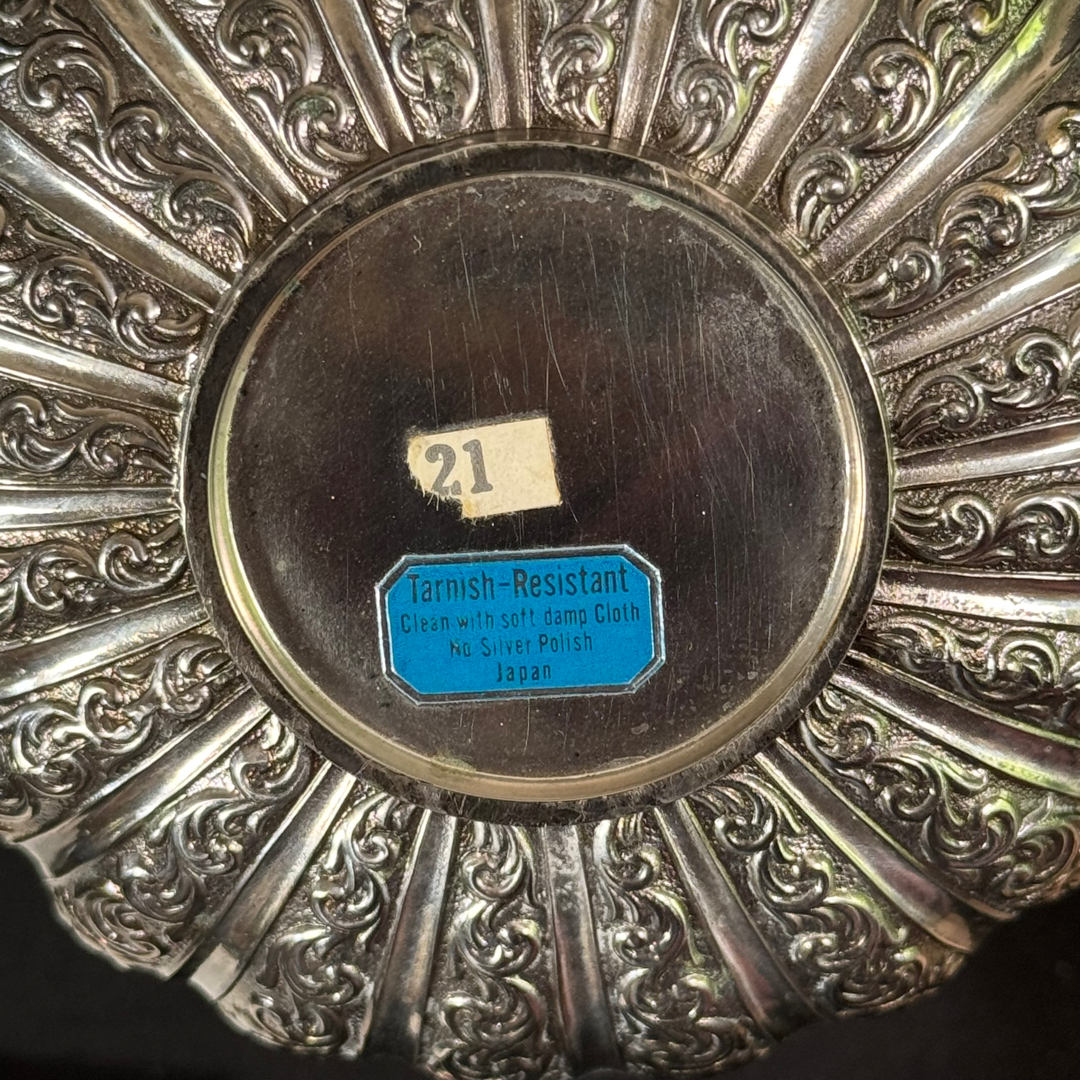 21
Tarnish-Resistant
Clean with soft damp Cloth
No Silver Polish
Japan